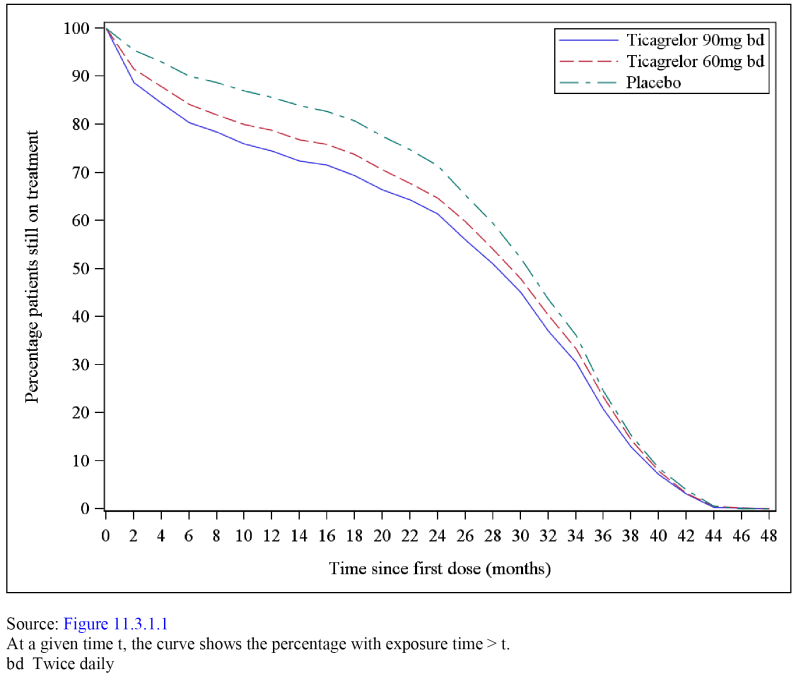 100
90
80
70
60
50
40
30
20
10
0
Percentage patients still on treatment
Ticagrelor 90mg bd
Ticagrelor 60mg bd
Placebo
0 2 4 6 8 10 12 14 16 18 20 22 24 26 28 30 32 34 36 38 40 42 44 46 48
Time since first dose (months)
Source: Figure 11.3.1.1
At a given time t, the curve shows the percentage with exposure time > t.
bd Twice daily